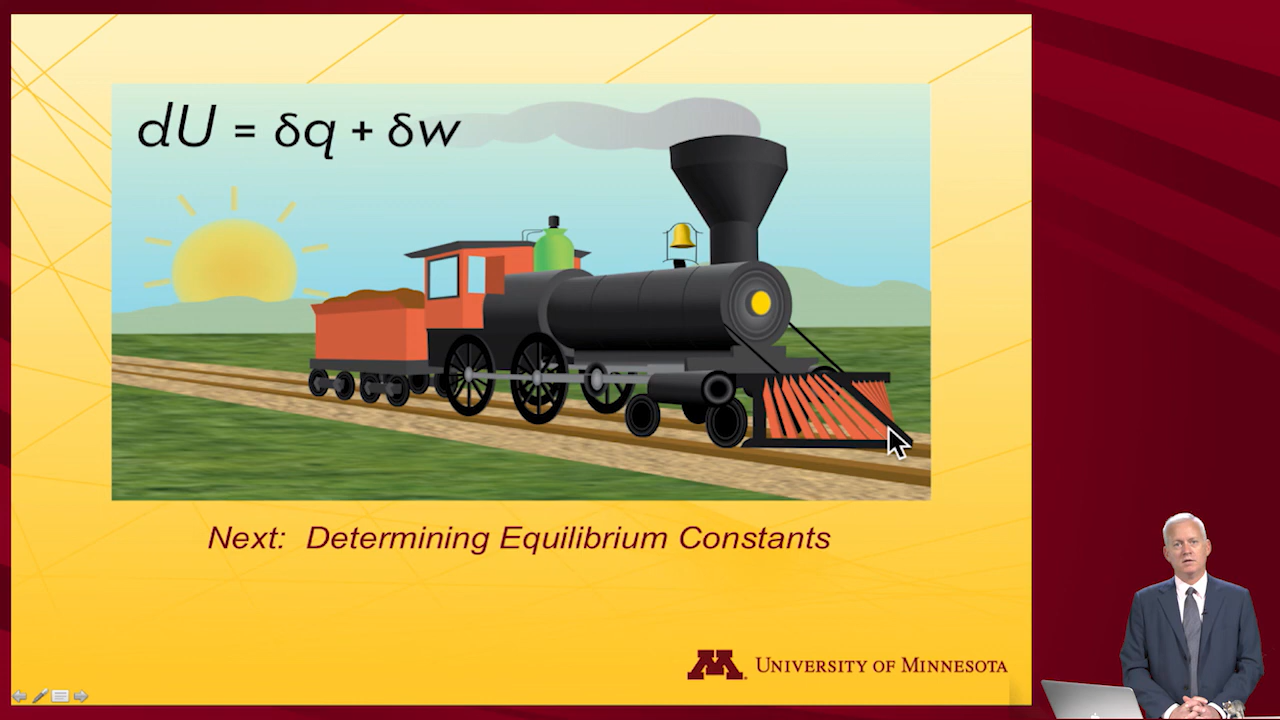 dU = δq + δw
Next: Determining Equilibrium Constants
M
UNIVERSITY OF MINNESOTA